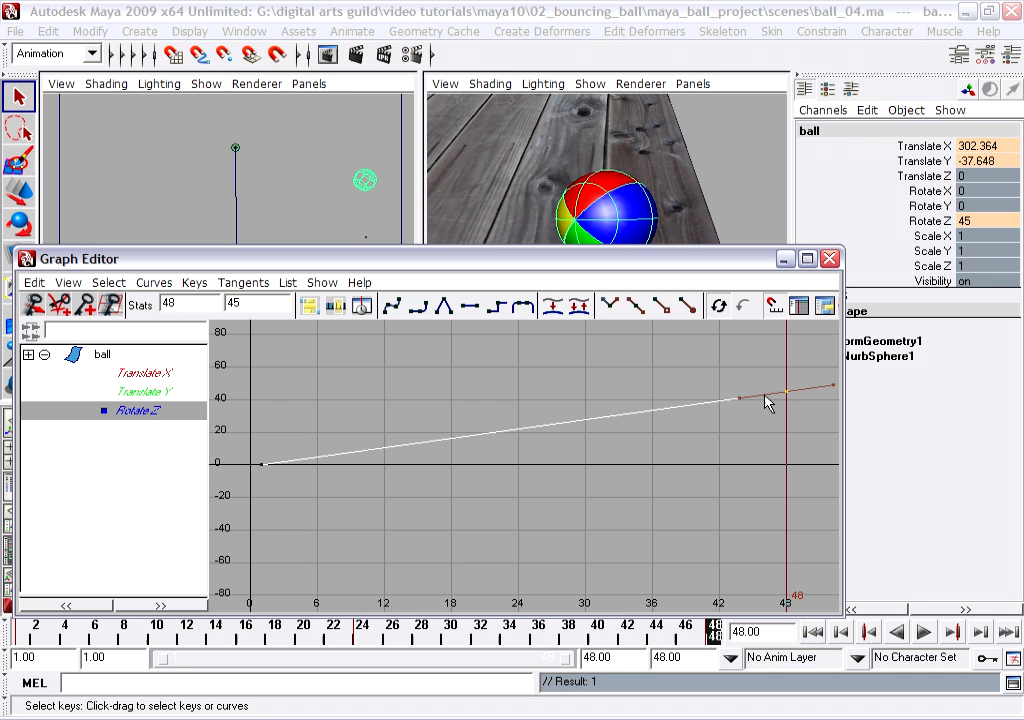 Autodesk Maya 2009 x64 Unlimited: G:\digital arts guild\video tutorials\maya10\02_bouncing_ball\maya_ball_project\scenes\ball_04.ma --- ba...
File Edit Modify Create Display Window Assets Animate Geometry Cache Create Deformers Edit Deformers Skeleton Skin Constrain Character Muscle Help
Animation
View Shading Lighting Show Renderer Panels
View Shading Lighting Show Renderer Panels
Channels Edit Object Show
ball
Translate X 302.364
Translate Y -37.648
Translate Z 0
Rotate X 0
Rotate Y 0
Rotate Z 45
Scale X 1
Scale Y 1
Scale Z 1
Visibility on
Graph Editor
Edit View Select Curves Keys Tangents List Show Help
Stats 48 45
ape
ormGeometry1
NurbSphere1
ball
Translate X
Translate Y
Rotate Z
80
60
40
20
0
-20
-40
-60
-80
0 6 12 18 24 30 36 42 48
48
<< >>
<< >>
2 4 6 8 10 12 14 16 18 20 22 24 26 28 30 32 34 36 38 40 42 44 46 48
48
48.00
1.00 1.00 48.00 48.00 No Anim Layer No Character Set
MEL // Result: 1
Select keys: Click-drag to select keys or curves